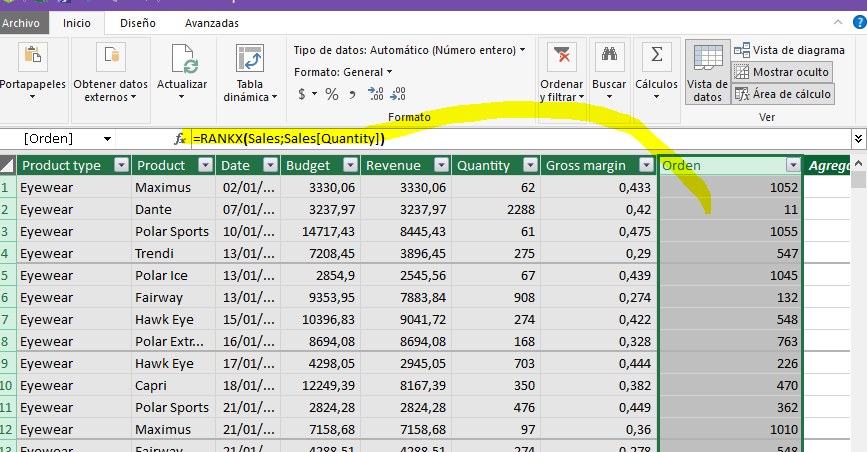 Archivo Inicio Diseño Avanzadas
Portapapeles
Obtener datos externos
Actualizar
Tabla dinámica
Tipo de datos: Automático (Número entero)
Formato: General
$ % , ,00 ,00
Formato
Ordenar y filtrar
Buscar
Σ
Cálculos
Vista de datos
Vista de diagrama
Mostrar oculto
fx Área de cálculo
Ver
[Orden] fx =RANKX(Sales;Sales[Quantity])
Product type Product Date Budget Revenue Quantity Gross margin Orden
1 Eyewear Maximus 02/01/... 3330,06 3330,06 62 0,433 1052
2 Eyewear Dante 07/01/... 3237,97 3237,97 2288 0,42 11
3 Eyewear Polar Sports 10/01/... 14717,43 8445,43 61 0,475 1055
4 Eyewear Trendi 13/01/... 7208,45 3896,45 275 0,29 547
5 Eyewear Polar Ice 13/01/... 2854,9 2545,56 67 0,439 1045
6 Eyewear Fairway 13/01/... 9353,95 7883,84 908 0,274 132
7 Eyewear Hawk Eye 15/01/... 10396,83 9041,72 274 0,422 548
8 Eyewear Polar Extr... 16/01/... 8694,08 8694,08 168 0,328 763
9 Eyewear Hawk Eye 17/01/... 4298,05 2945,05 703 0,444 226
10 Eyewear Capri 18/01/... 12249,39 8167,39 350 0,382 470
11 Eyewear Polar Sports 21/01/... 2824,28 2824,28 476 0,449 362
12 Eyewear Maximus 21/01/... 7158,68 7158,68 97 0,36 1010
13 Eyewear Fairway 21/01/... 4288,51 4288,51 274 0,278 548